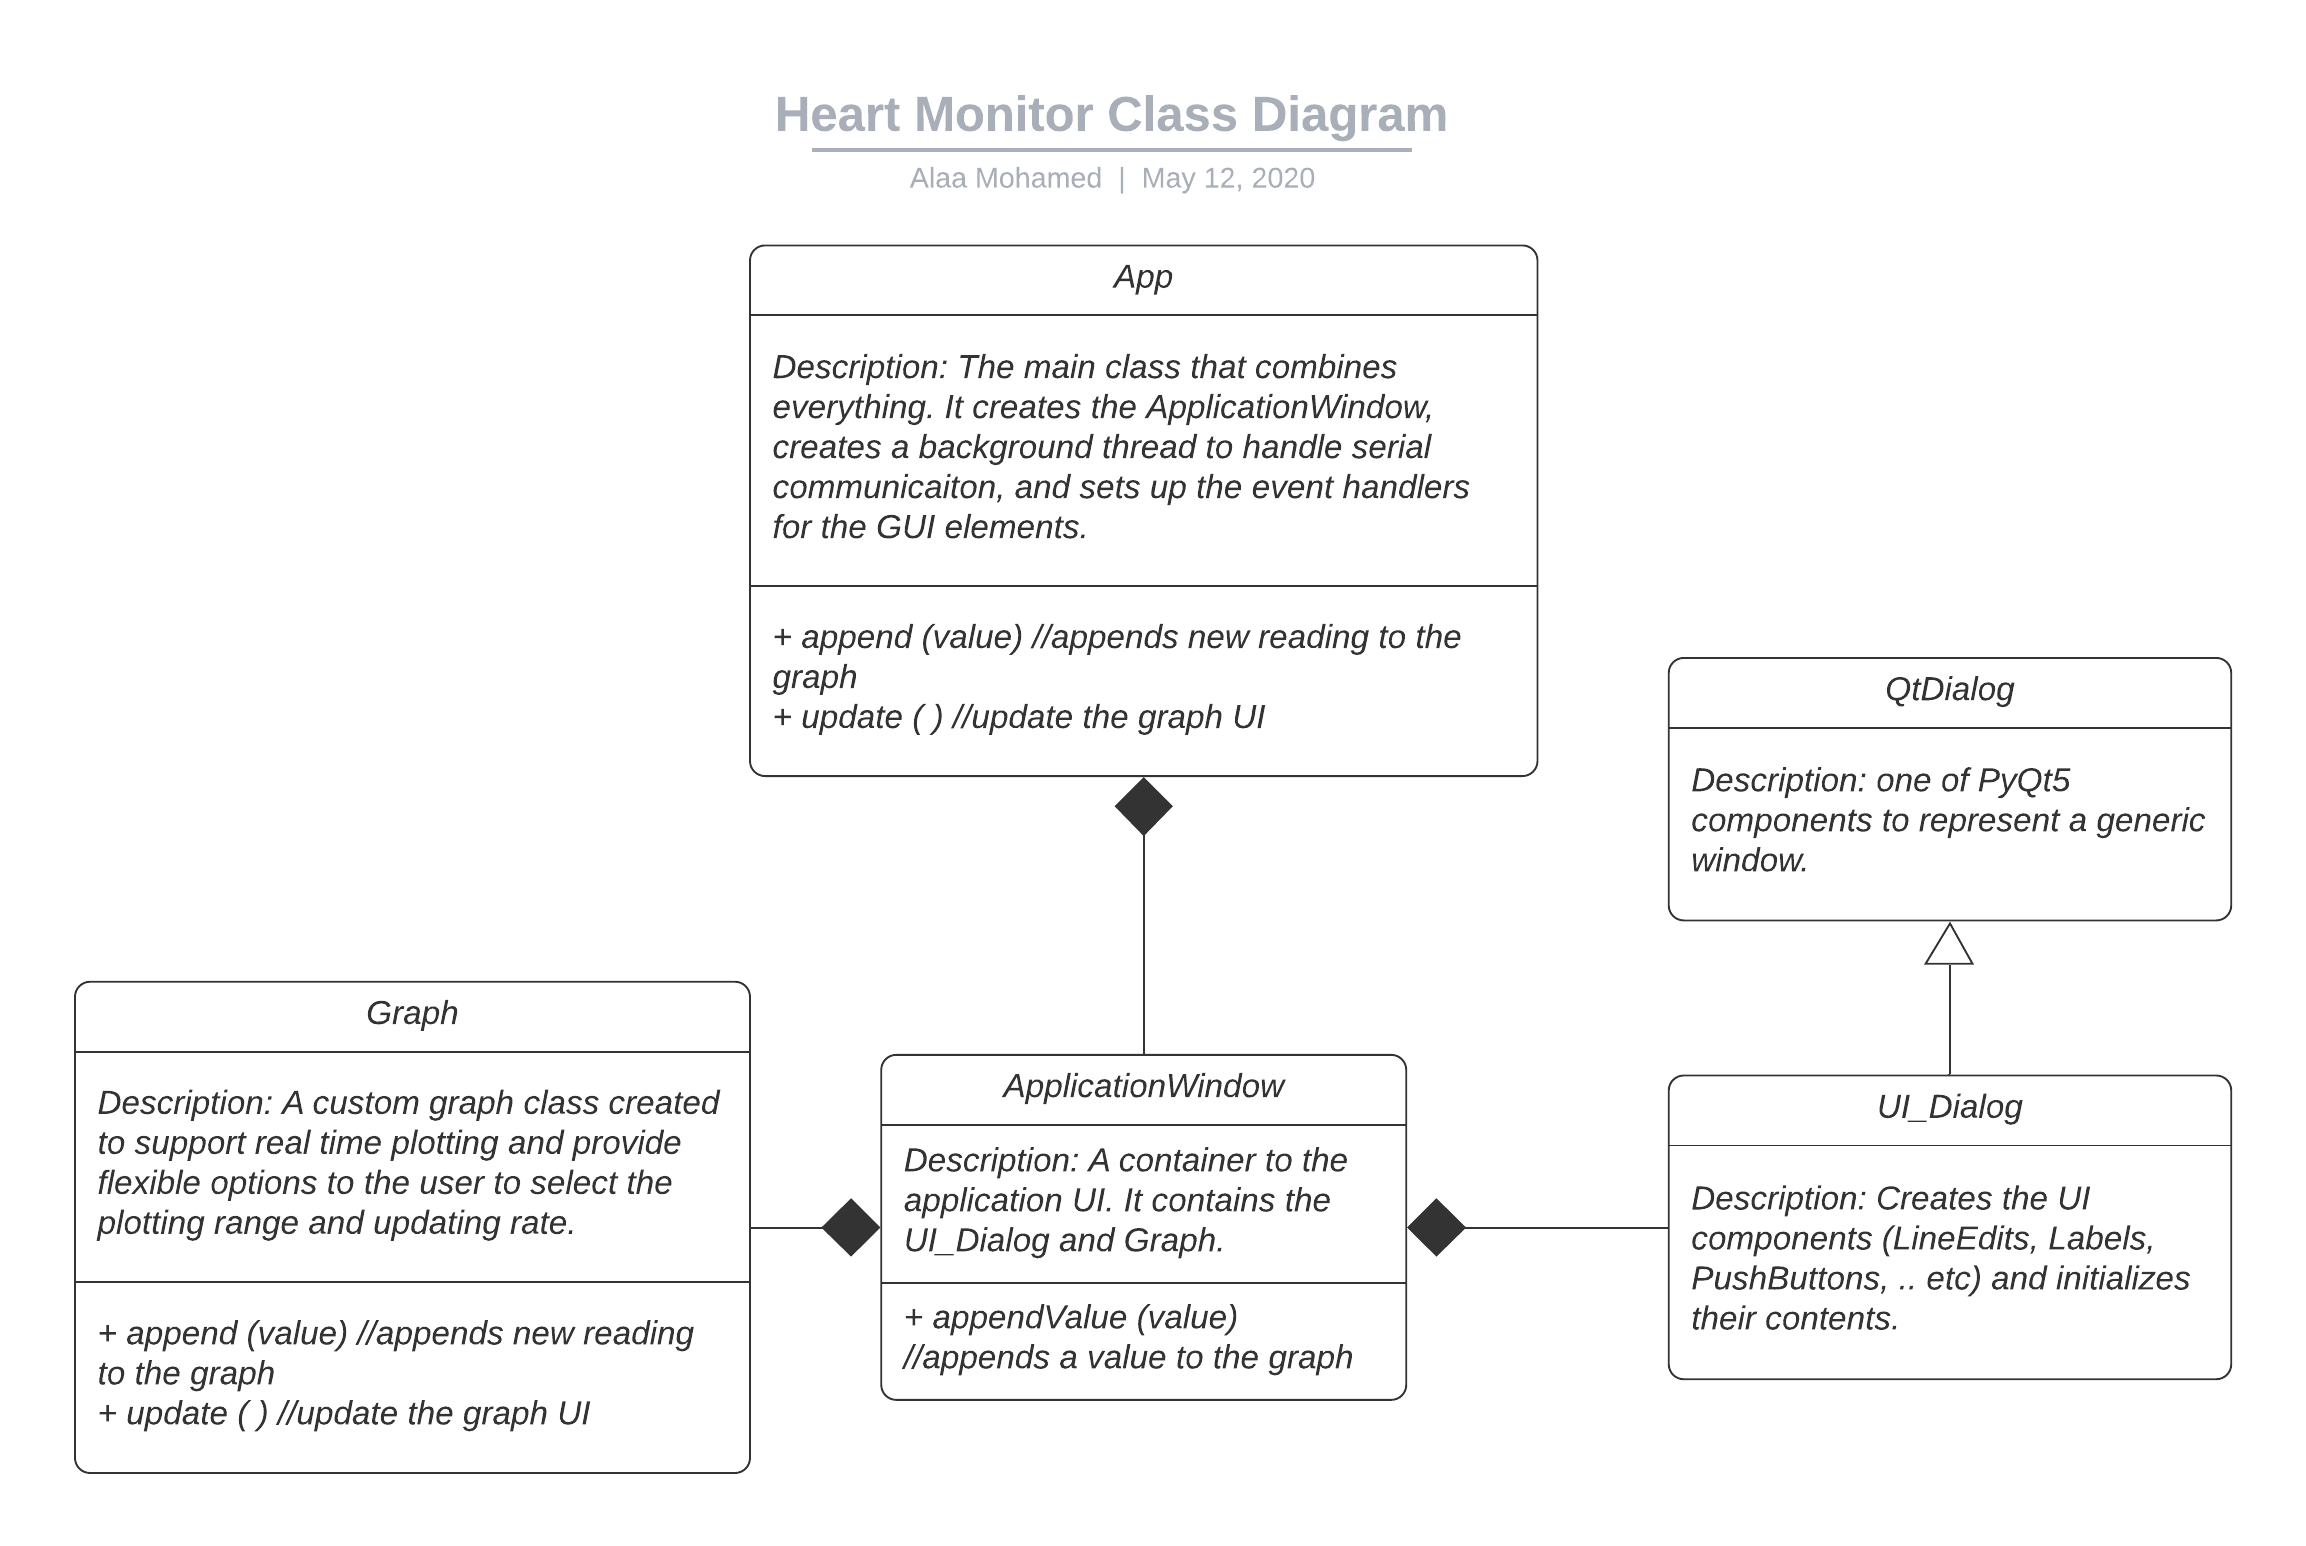 Heart Monitor Class Diagram
Alaa Mohamed | May 12, 2020
App
Description: The main class that combines
everything. It creates the ApplicationWindow,
creates a background thread to handle serial
communicaiton, and sets up the event handlers
for the GUI elements.
+ append (value) //appends new reading to the
graph
+ update ( ) //update the graph UI
QtDialog
Description: one of PyQt5
components to represent a generic
window.
Graph
Description: A custom graph class created
to support real time plotting and provide
flexible options to the user to select the
plotting range and updating rate.
+ append (value) //appends new reading
to the graph
+ update ( ) //update the graph UI
ApplicationWindow
Description: A container to the
application UI. It contains the
UI_Dialog and Graph.
+ appendValue (value)
//appends a value to the graph
UI_Dialog
Description: Creates the UI
components (LineEdits, Labels,
PushButtons, .. etc) and initializes
their contents.